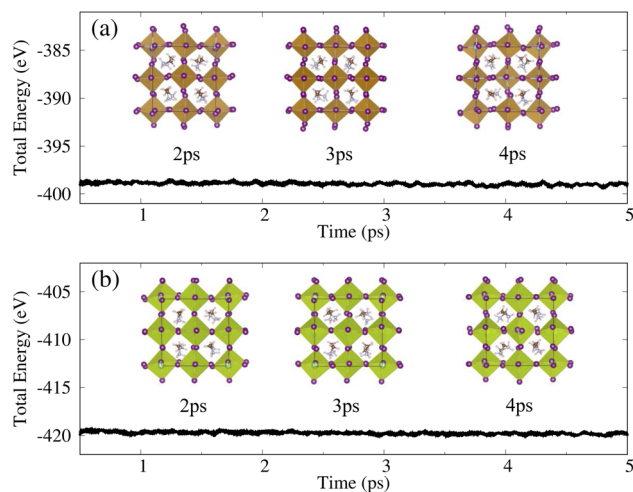 (a)
Total Energy (eV)
-385
-390
-395
-400
2ps 3ps 4ps
1 2 3 4 5
Time (ps)
(b)
Total Energy (eV)
-405
-410
-415
-420
2ps 3ps 4ps
1 2 3 4 5
Time (ps)